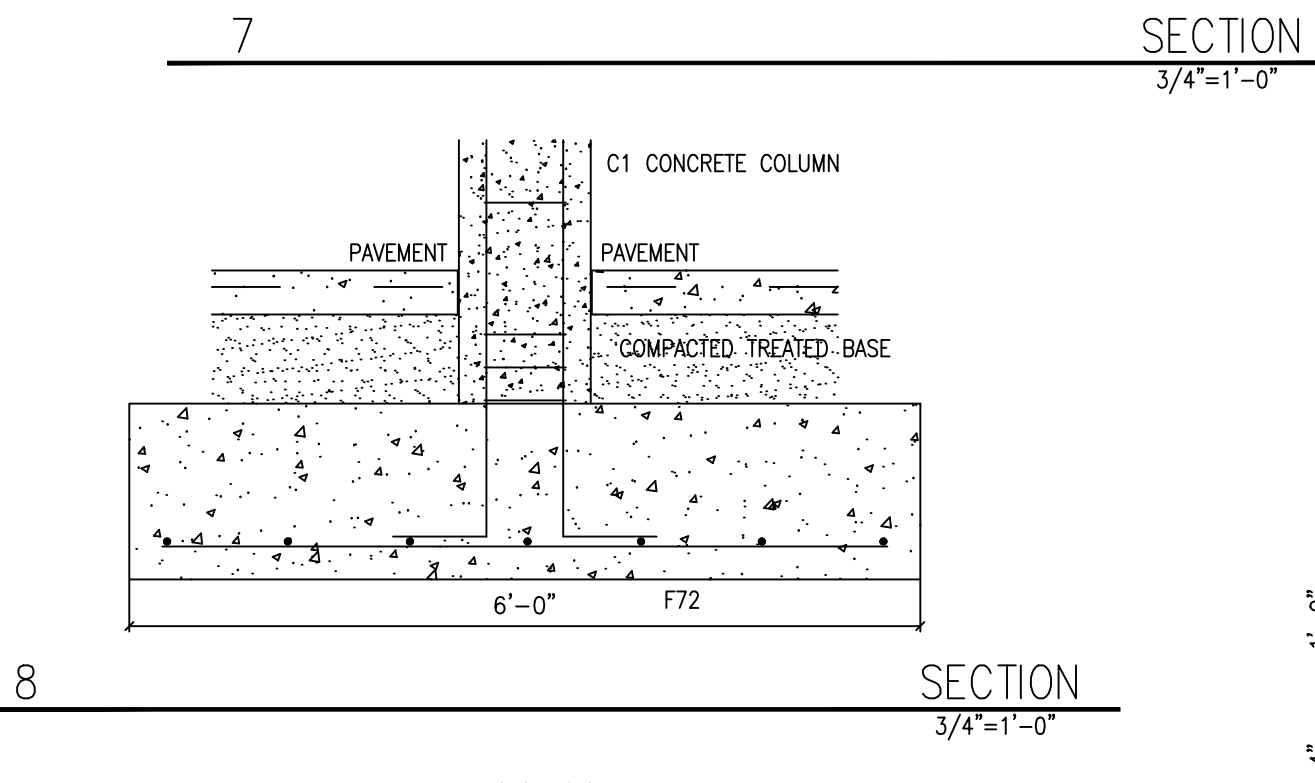 7 SECTION
3/4"=1'-0"
C1 CONCRETE COLUMN
PAVEMENT PAVEMENT
COMPACTED TREATED BASE
6'-0" F72
8 SECTION
3/4"=1'-0"